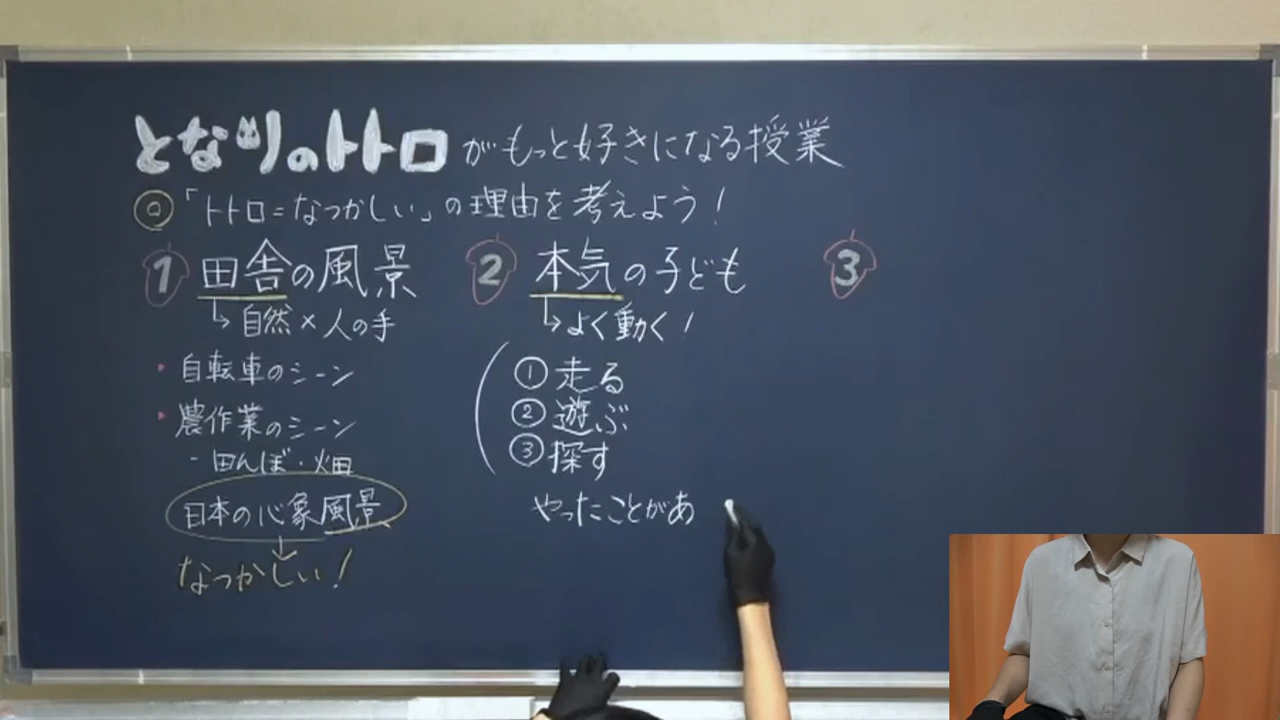 となりのトトロがもっと好きになる授業
◎「トトロ=なつかしい」の理由を考えよう!
1 田舎の風景
↳自然×人の手
・自転車のシーン
・農作業のシーン
-田んぼ・畑
日本の心象風景
↓
なつかしい!
2 本気の子ども
↳よく動く!
①走る
②遊ぶ
③探す
やったことがあ
3